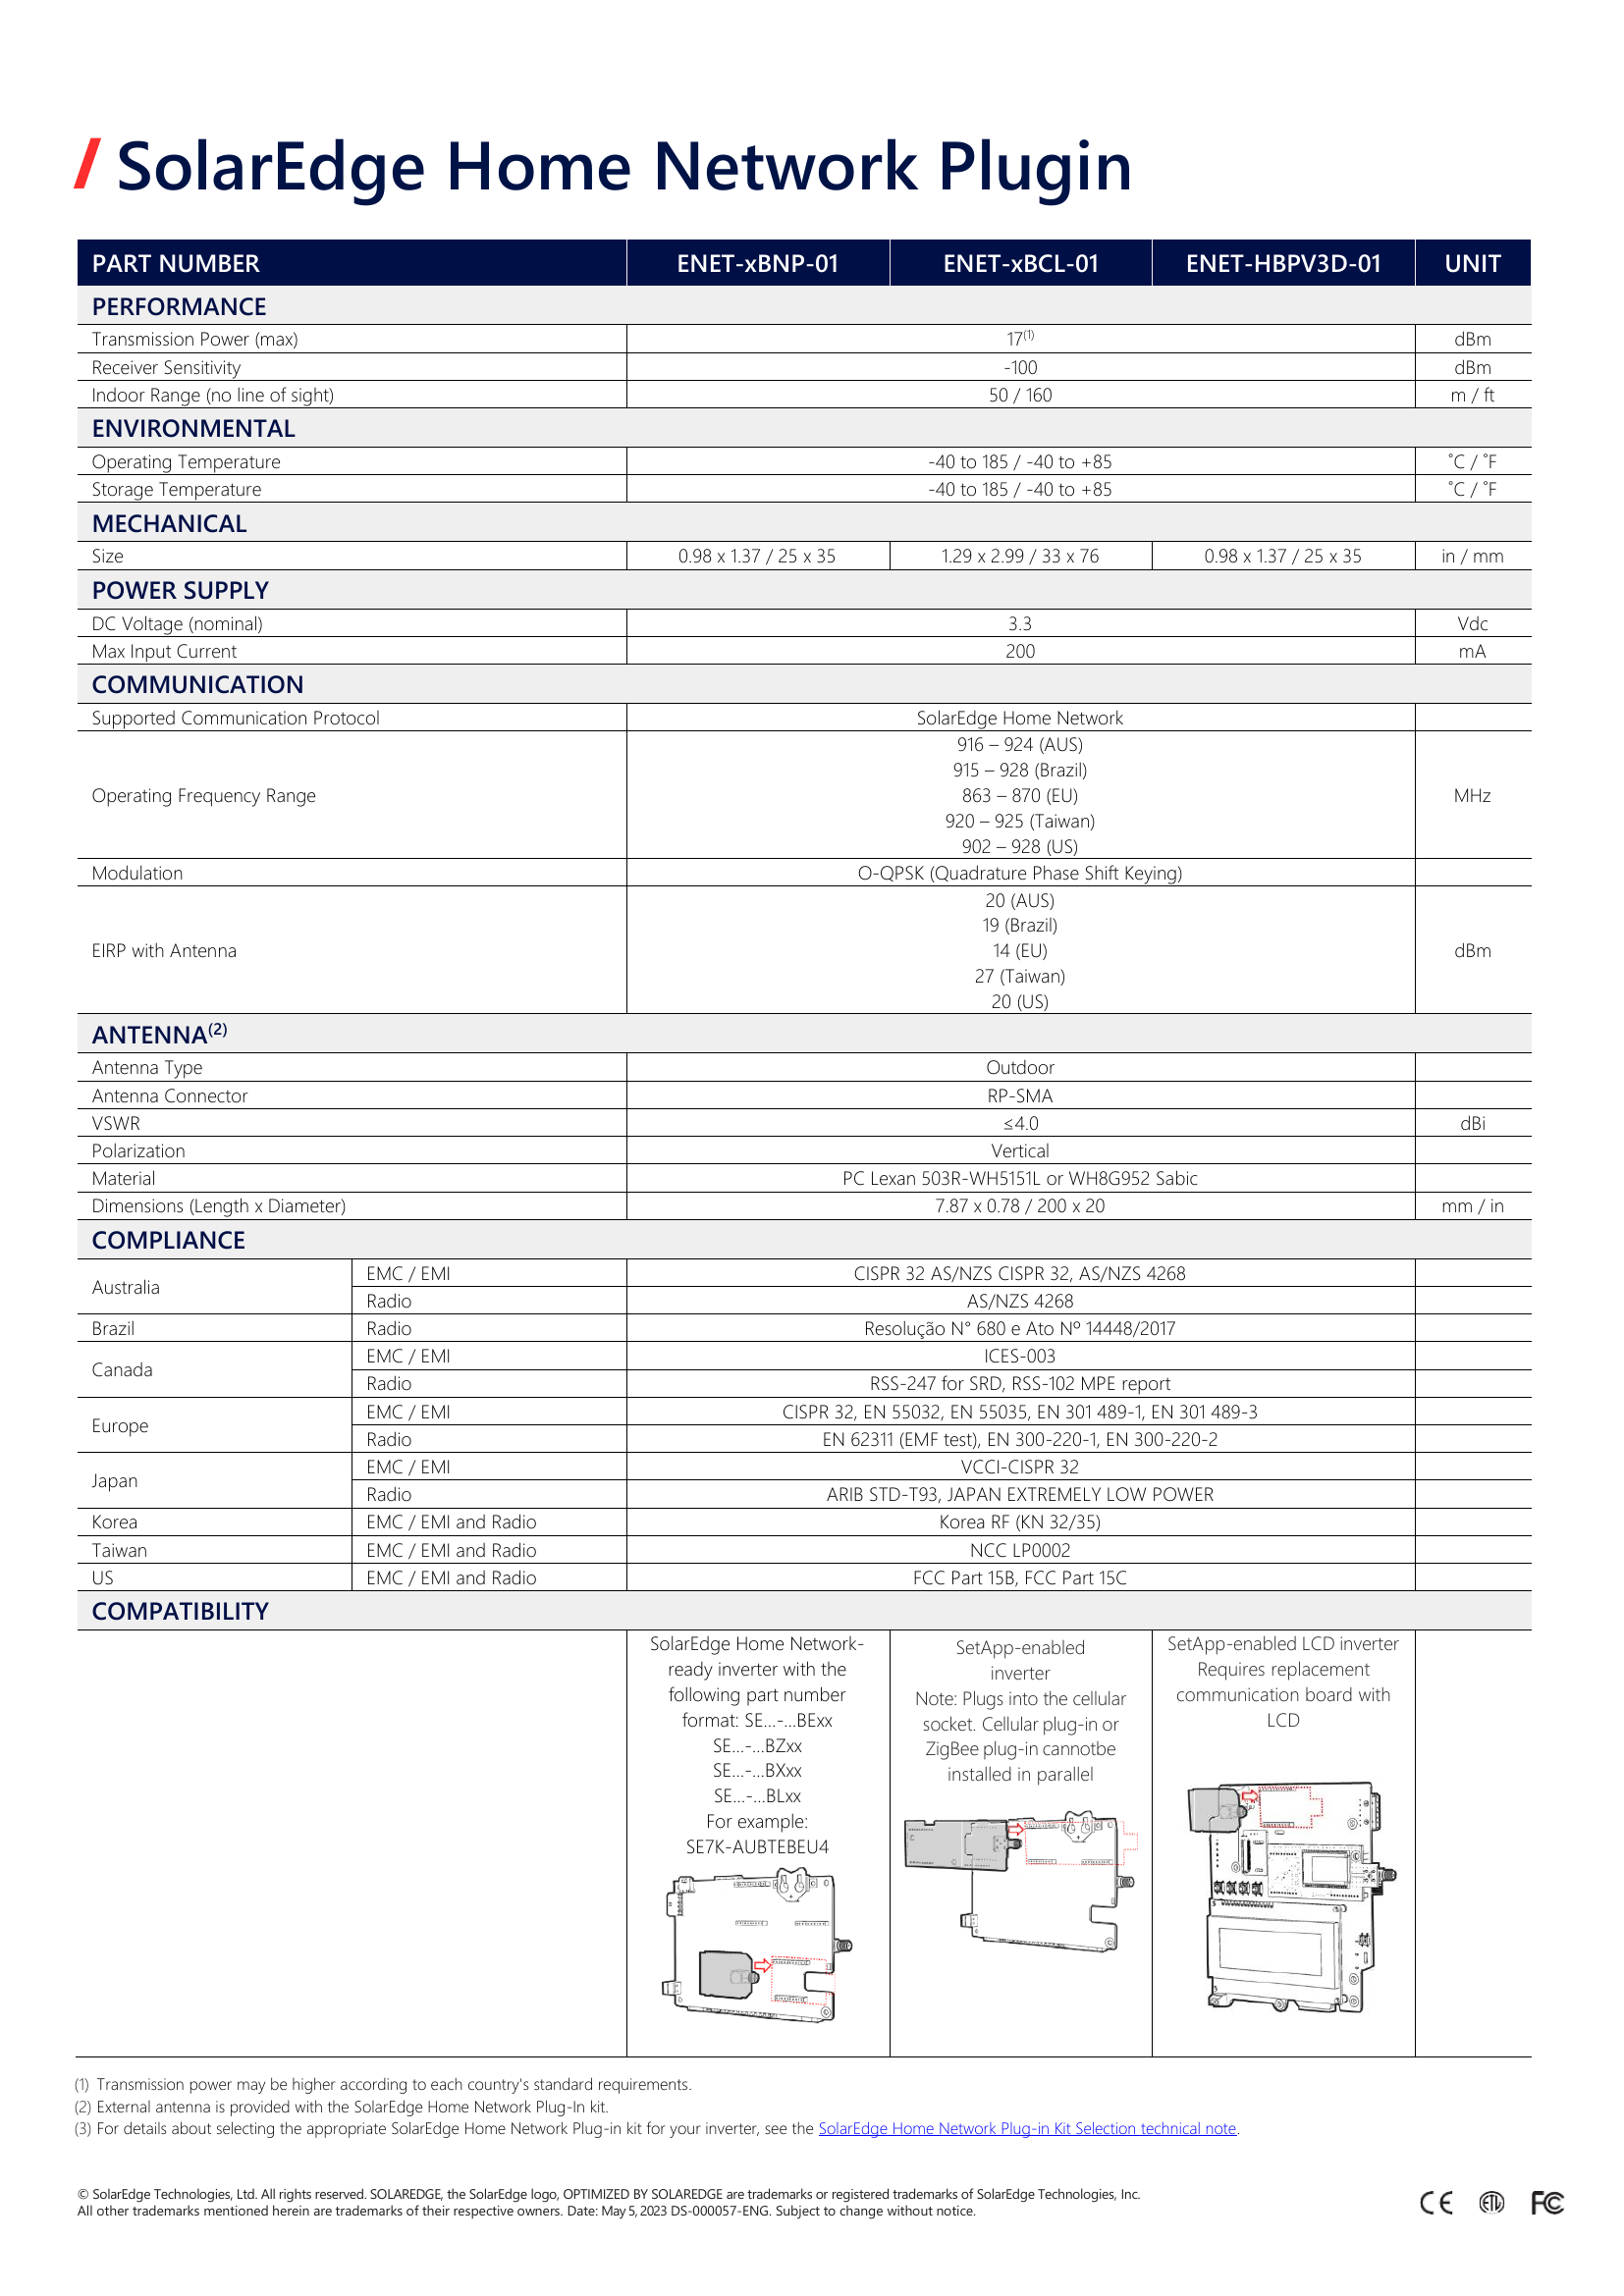 / SolarEdge Home Network Plugin
PART NUMBER ENET-xBNP-01 ENET-xBCL-01 ENET-HBPV3D-01 UNIT
PERFORMANCE
Transmission Power (max) 17(1) dBm
Receiver Sensitivity -100 dBm
Indoor Range (no line of sight) 50 / 160 m / ft
ENVIRONMENTAL
Operating Temperature -40 to 185 / -40 to +85 ˚C / ˚F
Storage Temperature -40 to 185 / -40 to +85 ˚C / ˚F
MECHANICAL
Size 0.98 x 1.37 / 25 x 35 1.29 x 2.99 / 33 x 76 0.98 x 1.37 / 25 x 35 in / mm
POWER SUPPLY
DC Voltage (nominal) 3.3 Vdc
Max Input Current 200 mA
COMMUNICATION
Supported Communication Protocol SolarEdge Home Network
Operating Frequency Range
916 – 924 (AUS)
915 – 928 (Brazil)
863 – 870 (EU)
920 – 925 (Taiwan)
902 – 928 (US)
MHz
Modulation O-QPSK (Quadrature Phase Shift Keying)
EIRP with Antenna
20 (AUS)
19 (Brazil)
14 (EU)
27 (Taiwan)
20 (US)
dBm
ANTENNA(2)
Antenna Type Outdoor
Antenna Connector RP-SMA
VSWR ≤4.0 dBi
Polarization Vertical
Material PC Lexan 503R-WH5151L or WH8G952 Sabic
Dimensions (Length x Diameter) 7.87 x 0.78 / 200 x 20 mm / in
COMPLIANCE
Australia
EMC / EMI CISPR 32 AS/NZS CISPR 32, AS/NZS 4268
Radio AS/NZS 4268
Brazil Radio Resolução N° 680 e Ato Nº 14448/2017
Canada
EMC / EMI ICES-003
Radio RSS-247 for SRD, RSS-102 MPE report
Europe
EMC / EMI CISPR 32, EN 55032, EN 55035, EN 301 489-1, EN 301 489-3
Radio EN 62311 (EMF test), EN 300-220-1, EN 300-220-2
Japan
EMC / EMI VCCI-CISPR 32
Radio ARIB STD-T93, JAPAN EXTREMELY LOW POWER
Korea EMC / EMI and Radio Korea RF (KN 32/35)
Taiwan EMC / EMI and Radio NCC LP0002
US EMC / EMI and Radio FCC Part 15B, FCC Part 15C
COMPATIBILITY
SolarEdge Home Network-
ready inverter with the
following part number
format: SE...-...BExx
SE...-...BZxx
SE...-...BXxx
SE...-...BLxx
For example:
SE7K-AUBTEBEU4
SetApp-enabled
inverter
Note: Plugs into the cellular
socket. Cellular plug-in or
ZigBee plug-in cannotbe
installed in parallel
SetApp-enabled LCD inverter
Requires replacement
communication board with
LCD
(1) Transmission power may be higher according to each country's standard requirements.
(2) External antenna is provided with the SolarEdge Home Network Plug-In kit.
(3) For details about selecting the appropriate SolarEdge Home Network Plug-in kit for your inverter, see the SolarEdge Home Network Plug-in Kit Selection technical note.
© SolarEdge Technologies, Ltd. All rights reserved. SOLAREDGE, the SolarEdge logo, OPTIMIZED BY SOLAREDGE are trademarks or registered trademarks of SolarEdge Technologies, Inc.
All other trademarks mentioned herein are trademarks of their respective owners. Date: May 5, 2023 DS-000057-ENG. Subject to change without notice.
CE ETL FC